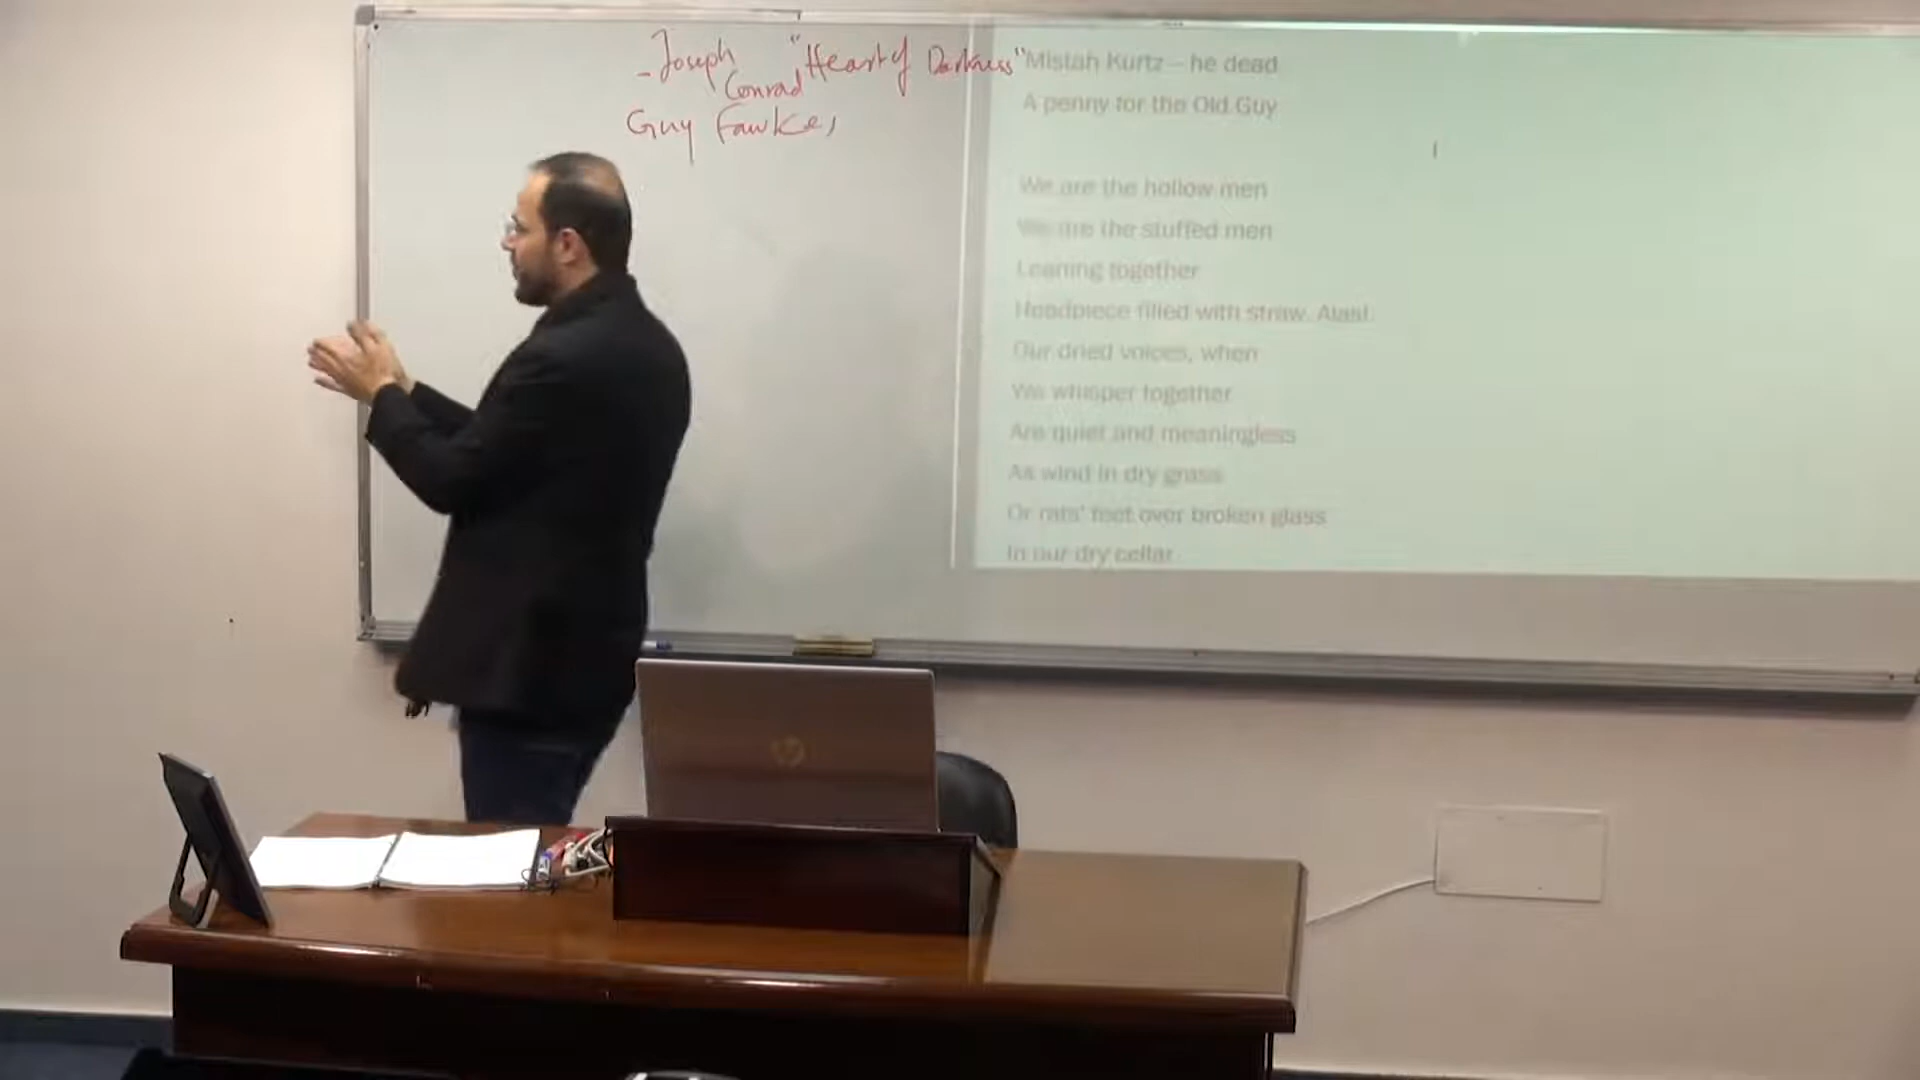 - Joseph Conrad "Heart of Darkness"
Guy Fawkes
Mistah Kurtz – he dead
A penny for the Old Guy
We are the hollow men
We are the stuffed men
Leaning together
Headpiece filled with straw. Alas!
Our dried voices, when
We whisper together
Are quiet and meaningless
As wind in dry grass
Or rats' feet over broken glass
In our dry cellar
hp